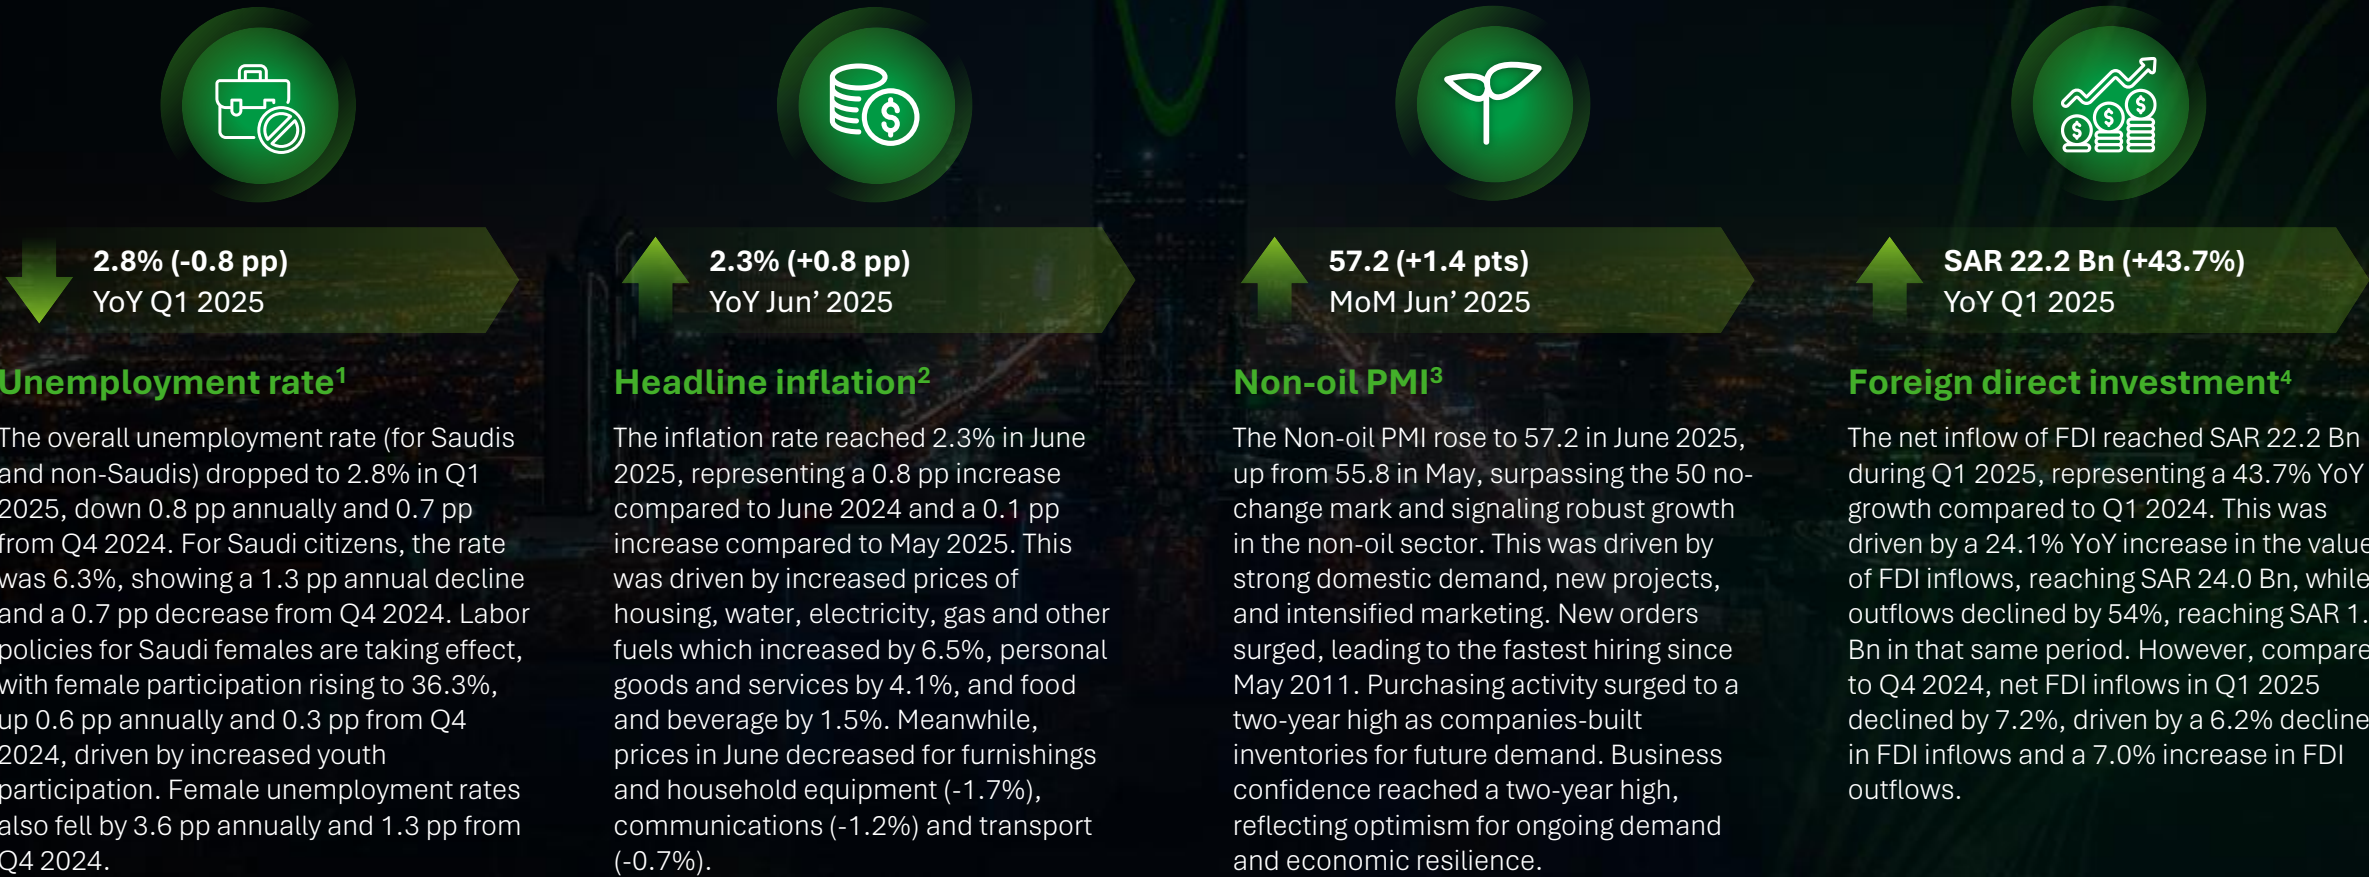 2.8% (-0.8 pp)
YoY Q1 2025
Unemployment rate1
The overall unemployment rate (for Saudis
and non-Saudis) dropped to 2.8% in Q1
2025, down 0.8 pp annually and 0.7 pp
from Q4 2024. For Saudi citizens, the rate
was 6.3%, showing a 1.3 pp annual decline
and a 0.7 pp decrease from Q4 2024. Labor
policies for Saudi females are taking effect,
with female participation rising to 36.3%,
up 0.6 pp annually and 0.3 pp from Q4
2024, driven by increased youth
participation. Female unemployment rates
also fell by 3.6 pp annually and 1.3 pp from
Q4 2024.
2.3% (+0.8 pp)
YoY Jun’ 2025
Headline inflation2
The inflation rate reached 2.3% in June
2025, representing a 0.8 pp increase
compared to June 2024 and a 0.1 pp
increase compared to May 2025. This
was driven by increased prices of
housing, water, electricity, gas and other
fuels which increased by 6.5%, personal
goods and services by 4.1%, and food
and beverage by 1.5%. Meanwhile,
prices in June decreased for furnishings
and household equipment (-1.7%),
communications (-1.2%) and transport
(-0.7%).
57.2 (+1.4 pts)
MoM Jun’ 2025
Non-oil PMI3
The Non-oil PMI rose to 57.2 in June 2025,
up from 55.8 in May, surpassing the 50 no-
change mark and signaling robust growth
in the non-oil sector. This was driven by
strong domestic demand, new projects,
and intensified marketing. New orders
surged, leading to the fastest hiring since
May 2011. Purchasing activity surged to a
two-year high as companies-built
inventories for future demand. Business
confidence reached a two-year high,
reflecting optimism for ongoing demand
and economic resilience.
SAR 22.2 Bn (+43.7%)
YoY Q1 2025
Foreign direct investment4
The net inflow of FDI reached SAR 22.2 Bn
during Q1 2025, representing a 43.7% YoY
growth compared to Q1 2024. This was
driven by a 24.1% YoY increase in the value
of FDI inflows, reaching SAR 24.0 Bn, while
outflows declined by 54%, reaching SAR 1.
Bn in that same period. However, compare
to Q4 2024, net FDI inflows in Q1 2025
declined by 7.2%, driven by a 6.2% decline
in FDI inflows and a 7.0% increase in FDI
outflows.